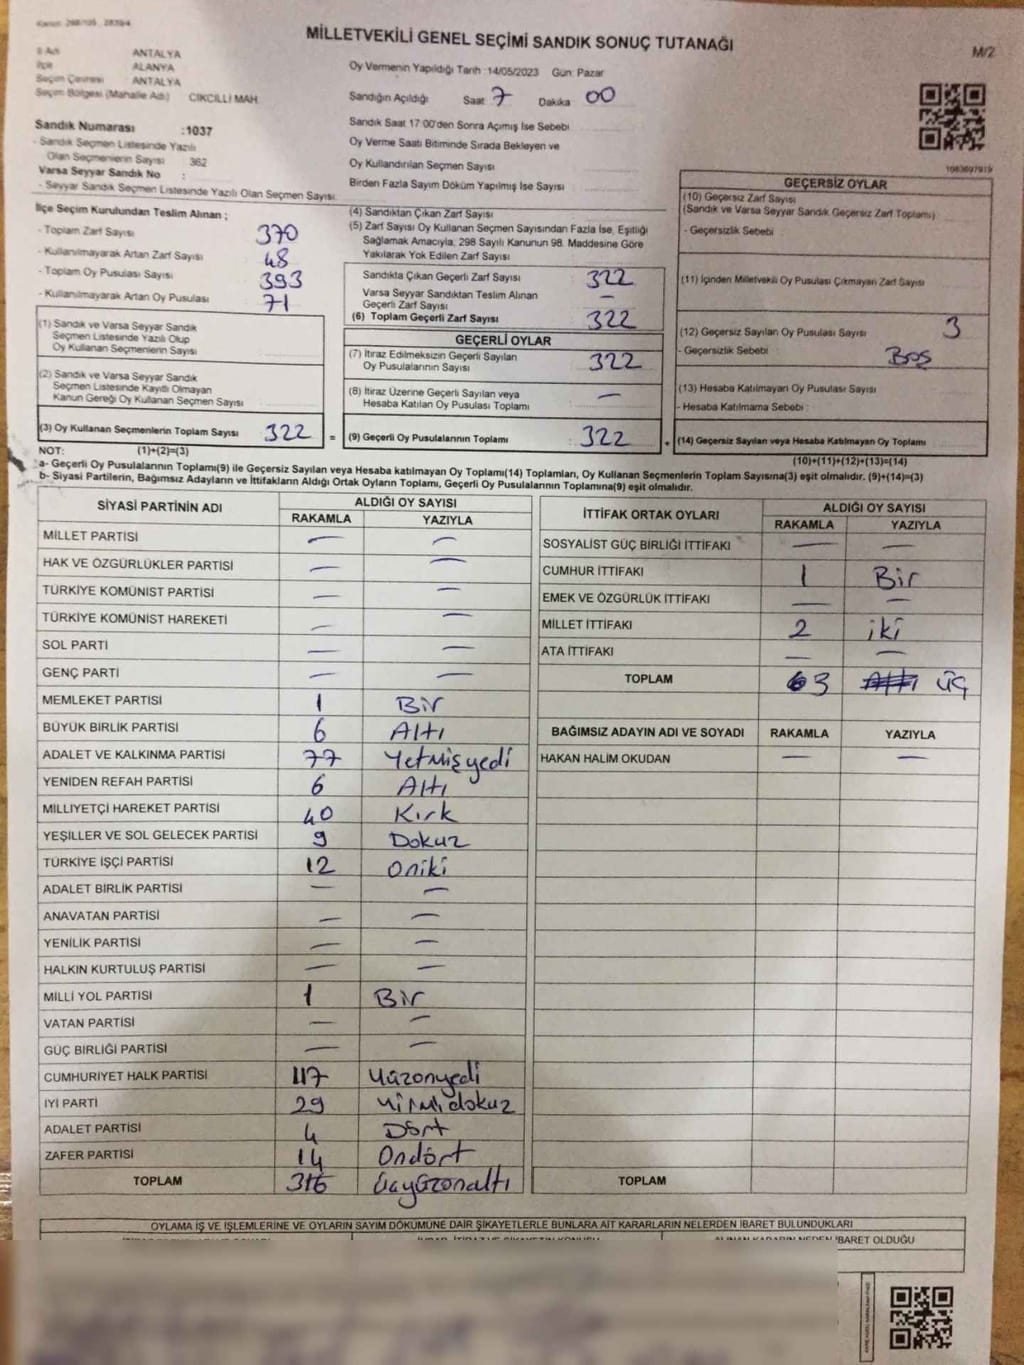 Kanun: 298/105 , 2839/4
MİLLETVEKİLİ GENEL SEÇİMİ SANDIK SONUÇ TUTANAĞI
M/2
İl Adı ANTALYA
İlçe ALANYA
Seçim Çevresi ANTALYA
Seçim Bölgesi (Mahalle Adı) CİKCİLLİ MAH.
Sandık Numarası :1037
- Sandık Seçmen Listesinde Yazılı
Olan Seçmenlerin Sayısı 362
Varsa Seyyar Sandık No :
- Seyyar Sandık Seçmen Listesinde Yazılı Olan Seçmen Sayısı
İlçe Seçim Kurulundan Teslim Alınan ;
- Toplam Zarf Sayısı 370
- Kullanılmayarak Artan Zarf Sayısı 48
- Toplam Oy Pusulası Sayısı 393
- Kullanılmayarak Artan Oy Pusulası 71
(1) Sandık ve Varsa Seyyar Sandık
Seçmen Listesinde Yazılı Olup
Oy Kullanan Seçmenlerin Sayısı
(2) Sandık ve Varsa Seyyar Sandık
Seçmen Listesinde Kayıtlı Olmayan
Kanun Gereği Oy Kullanan Seçmen Sayısı
(3) Oy Kullanan Seçmenlerin Toplam Sayısı 322 =
Oy Vermenin Yapıldığı Tarih :14/05/2023 Gün: Pazar
Sandığın Açıldığı Saat 7 Dakika 00
Sandık Saat 17:00'den Sonra Açımış İse Sebebi
Oy Verme Saati Bitiminde Sırada Bekleyen ve
Oy Kullandırılan Seçmen Sayısı
Birden Fazla Sayım Döküm Yapılmış İse Sayısı
(4) Sandıktan Çıkan Zarf Sayısı
(5) Zarf Sayısı Oy Kullanan Seçmen Sayısından Fazla İse, Eşitliği
Sağlamak Amacıyla, 298 Sayılı Kanunun 98. Maddesine Göre
Yakılarak Yok Edilen Zarf Sayısı
Sandıkta Çıkan Geçerli Zarf Sayısı 322
Varsa Seyyar Sandıktan Teslim Alınan
Geçerli Zarf Sayısı —
(6) Toplam Geçerli Zarf Sayısı 322
GEÇERLİ OYLAR
(7) İtiraz Edilmeksizin Geçerli Sayılan
Oy Pusulalarının Sayısı 322
(8) İtiraz Üzerine Geçerli Sayılan veya
Hesaba Katılan Oy Pusulası Toplamı —
(9) Geçerli Oy Pusulalarının Toplamı 322 +
1083697919
GEÇERSİZ OYLAR
(10) Geçersiz Zarf Sayısı
(Sandık ve Varsa Seyyar Sandık Geçersiz Zarf Toplamı)
- Geçersizlik Sebebi :
(11) İçinden Milletvekili Oy Pusulası Çıkmayan Zarf Sayısı
(12) Geçersiz Sayılan Oy Pusulası Sayısı 3
- Geçersizlik Sebebi : Boş
(13) Hesaba Katılmayan Oy Pusulası Sayısı
- Hesaba Katılmama Sebebi :
(14) Geçersiz Sayılan veya Hesaba Katılmayan Oy Toplamı
NOT: (1)+(2)=(3)
(10)+(11)+(12)+(13)=(14)
a- Geçerli Oy Pusulalarının Toplamı(9) ile Geçersiz Sayılan veya Hesaba katılmayan Oy Toplamı(14) Toplamları, Oy Kullanan Seçmenlerin Toplam Sayısına(3) eşit olmalıdır. (9)+(14)=(3)
b- Siyasi Partilerin, Bağımsız Adayların ve İttifakların Aldığı Ortak Oyların Toplamı, Geçerli Oy Pusulalarının Toplamına(9) eşit olmalıdır.
SİYASİ PARTİNİN ADI ALDIĞI OY SAYISI
RAKAMLA YAZIYLA
MİLLET PARTİSİ — —
HAK VE ÖZGÜRLÜKLER PARTİSİ — —
TÜRKİYE KOMÜNİST PARTİSİ — —
TÜRKİYE KOMÜNİST HAREKETİ — —
SOL PARTİ — —
GENÇ PARTİ — —
MEMLEKET PARTİSİ 1 Bir
BÜYÜK BİRLİK PARTİSİ 6 Altı
ADALET VE KALKINMA PARTİSİ 77 Yetmişyedi
YENİDEN REFAH PARTİSİ 6 Altı
MİLLİYETÇİ HAREKET PARTİSİ 40 Kırk
YEŞİLLER VE SOL GELECEK PARTİSİ 9 Dokuz
TÜRKİYE İŞÇİ PARTİSİ 12 Oniki
ADALET BİRLİK PARTİSİ — —
ANAVATAN PARTİSİ — —
YENİLİK PARTİSİ — —
HALKIN KURTULUŞ PARTİSİ — —
MİLLİ YOL PARTİSİ 1 Bir
VATAN PARTİSİ — —
GÜÇ BİRLİĞİ PARTİSİ — —
CUMHURİYET HALK PARTİSİ 117 Yüzonyedi
İYİ PARTİ 29 Yirmidokuz
ADALET PARTİSİ 4 Dört
ZAFER PARTİSİ 14 Ondört
TOPLAM 316 Üçyüzonaltı
İTTİFAK ORTAK OYLARI ALDIĞI OY SAYISI
RAKAMLA YAZIYLA
SOSYALİST GÜÇ BİRLİĞİ İTTİFAKI — —
CUMHUR İTTİFAKI 1 Bir
EMEK VE ÖZGÜRLÜK İTTİFAKI — —
MİLLET İTTİFAKI 2 iki
ATA İTTİFAKI — —
TOPLAM 3 üç
BAĞIMSIZ ADAYIN ADI VE SOYADI RAKAMLA YAZIYLA
HAKAN HALİM OKUDAN — —
TOPLAM
OYLAMA İŞ VE İŞLEMLERİNE VE OYLARIN SAYIM DÖKÜMÜNE DAİR ŞİKAYETLERLE BUNLARA AİT KARARLARIN NELERDEN İBARET BULUNDUKLARI
ALINAN KARARIN NEDEN İBARET OLDUĞU